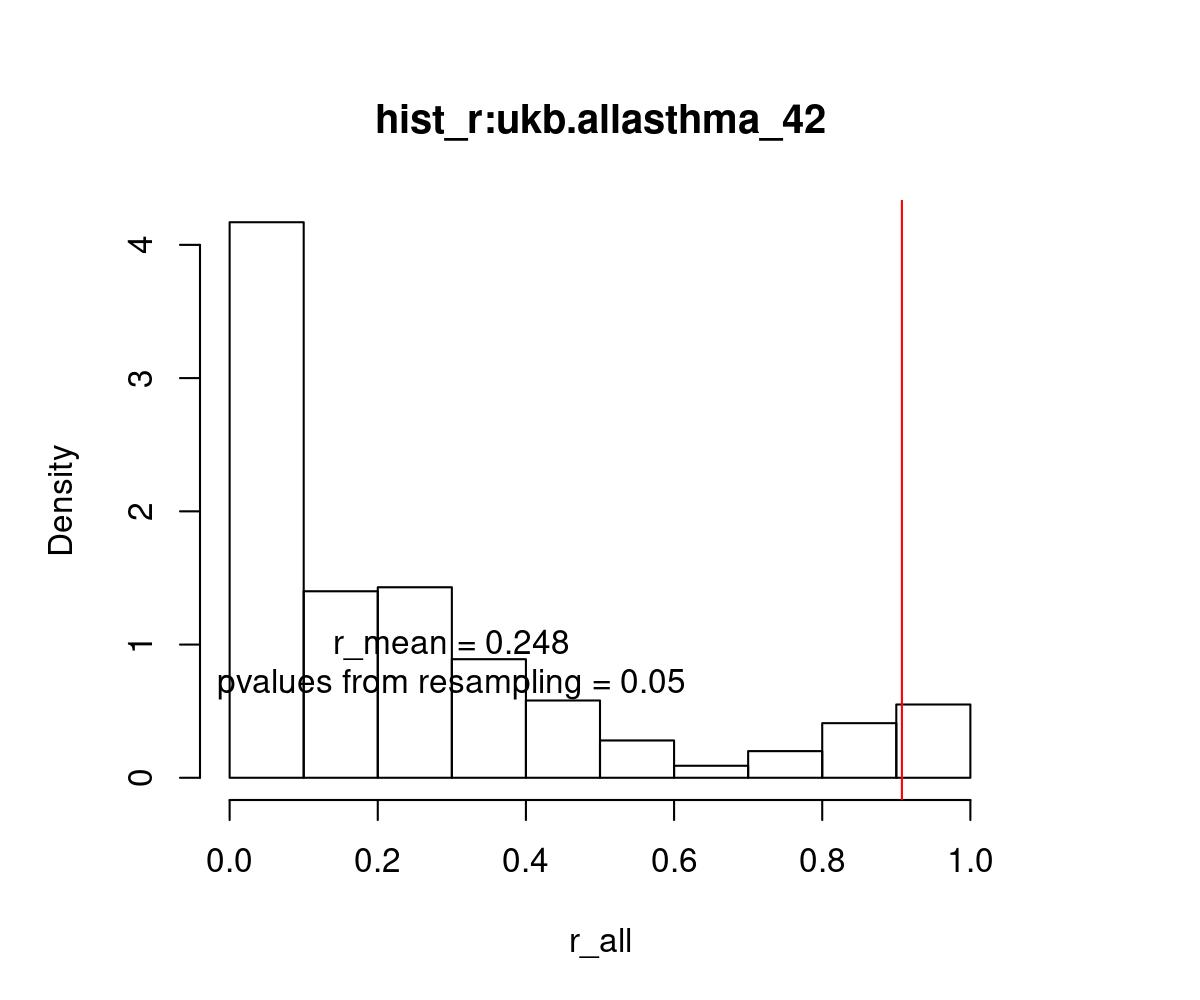 hist_r:ukb.allasthma_42
4
3
2
1
0
Density
r_mean = 0.248
pvalues from resampling = 0.05
0.0 0.2 0.4 0.6 0.8 1.0
r_all